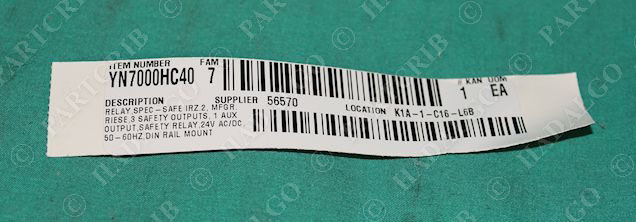 ITEM NUMBER FAM # KAN UOM
YN7000HC40 7 1 EA
DESCRIPTION SUPPLIER 56570 LOCATION K1A-1-C16-L6B
RELAY,SPEC-SAFE IRZ 2, MFGR
RIESE,3 SAFETY OUTPUTS, 1 AUX
OUTPUT,SAFETY RELAY,24V AC/DC
50-60HZ,DIN RAIL MOUNT
PARTCRIB
HADALGO